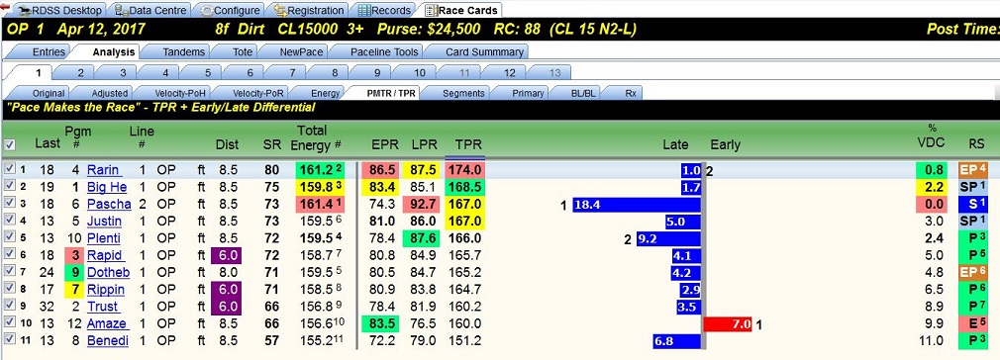 RDSS Desktop Data Centre Configure Registration Records Race Cards
OP 1 Apr 12, 2017 8f Dirt CL15000 3+ Purse: $24,500 RC: 88 (CL 15 N2-L) Post Time:
Entries Analysis Tandems Tote NewPace Paceline Tools Card Summmary
1 2 3 4 5 6 7 8 9 10 11 12 13
Original Adjusted Velocity-PoH Velocity-PoR Energy PMTR / TPR Segments Primary BL/BL Rx
"Pace Makes the Race" - TPR + Early/Late Differential
Last Pgm # Line # Dist SR Total Energy # EPR LPR TPR Late Early % VDC RS
1 18 4 Rarin 1 OP ft 8.5 80 161.2 2 86.5 87.5 174.0 1.0 2 0.8 EP 4
2 19 1 Big He 1 OP ft 8.5 75 159.8 3 83.4 85.1 168.5 1.7 2.2 SP 1
3 18 6 Pascha 2 OP ft 8.5 73 161.4 1 74.3 92.7 167.0 1 18.4 0.0 S 1
4 13 5 Justin 1 OP ft 8.5 73 159.5 6 81.0 86.0 167.0 5.0 3.0 SP 1
5 13 10 Plenti 1 OP ft 8.5 72 159.5 4 78.4 87.6 166.0 2 9.2 2.4 P 3
6 18 3 Rapid 1 OP ft 6.0 72 158.7 7 80.8 84.9 165.7 4.1 5.0 P 5
7 24 9 Dotheb 1 OP ft 8.0 71 159.5 5 80.5 84.7 165.2 4.2 4.8 EP 6
8 17 7 Rippin 1 OP ft 6.0 71 158.5 8 80.9 83.8 164.7 2.9 6.5 P 6
9 32 2 Trust 1 OP ft 6.0 66 156.8 9 78.4 81.9 160.2 3.5 8.9 P 7
10 13 12 Amaze 1 OP ft 8.5 66 156.6 10 83.5 76.5 160.0 7.0 1 9.9 E 5
11 13 8 Benedi 1 OP ft 8.5 57 155.2 11 72.2 79.0 151.2 6.8 11.0 P 3